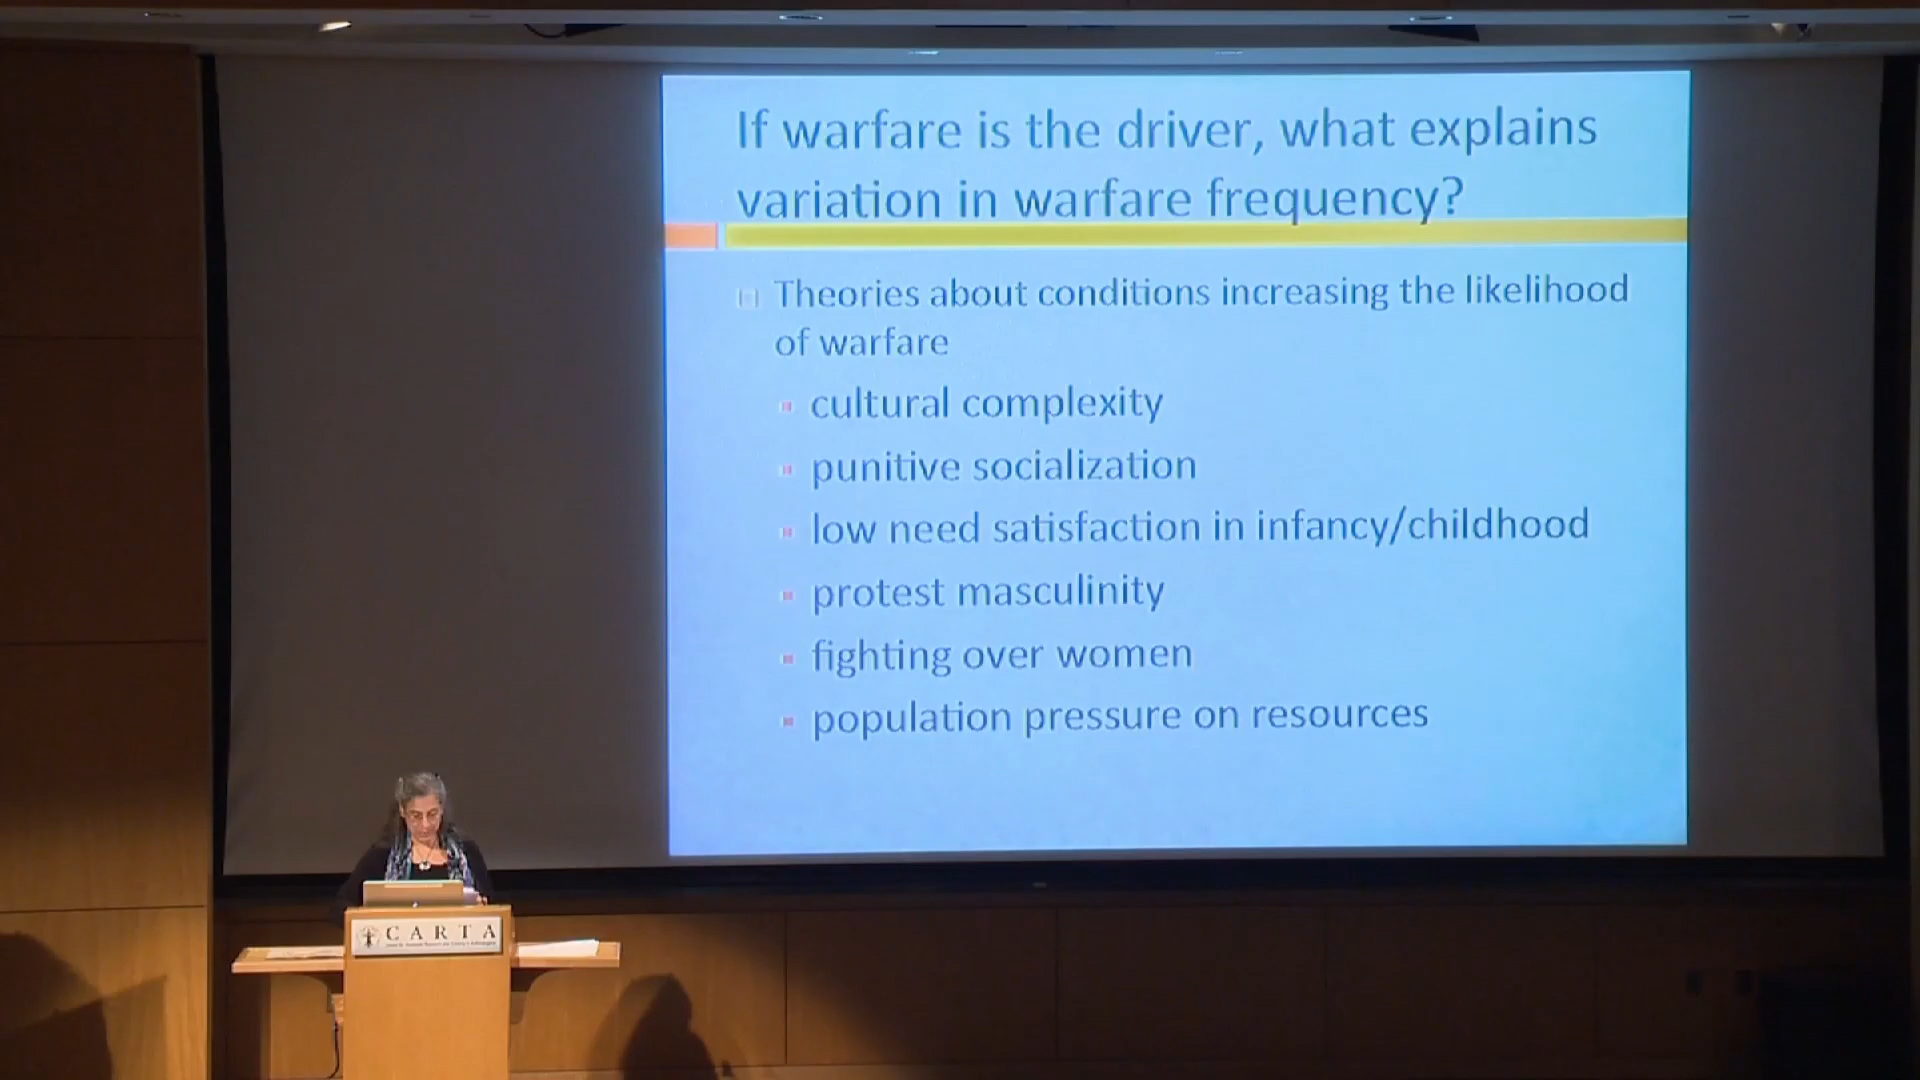 If warfare is the driver, what explains
variation in warfare frequency?
Theories about conditions increasing the likelihood
of warfare
cultural complexity
punitive socialization
low need satisfaction in infancy/childhood
protest masculinity
fighting over women
population pressure on resources
CARTA